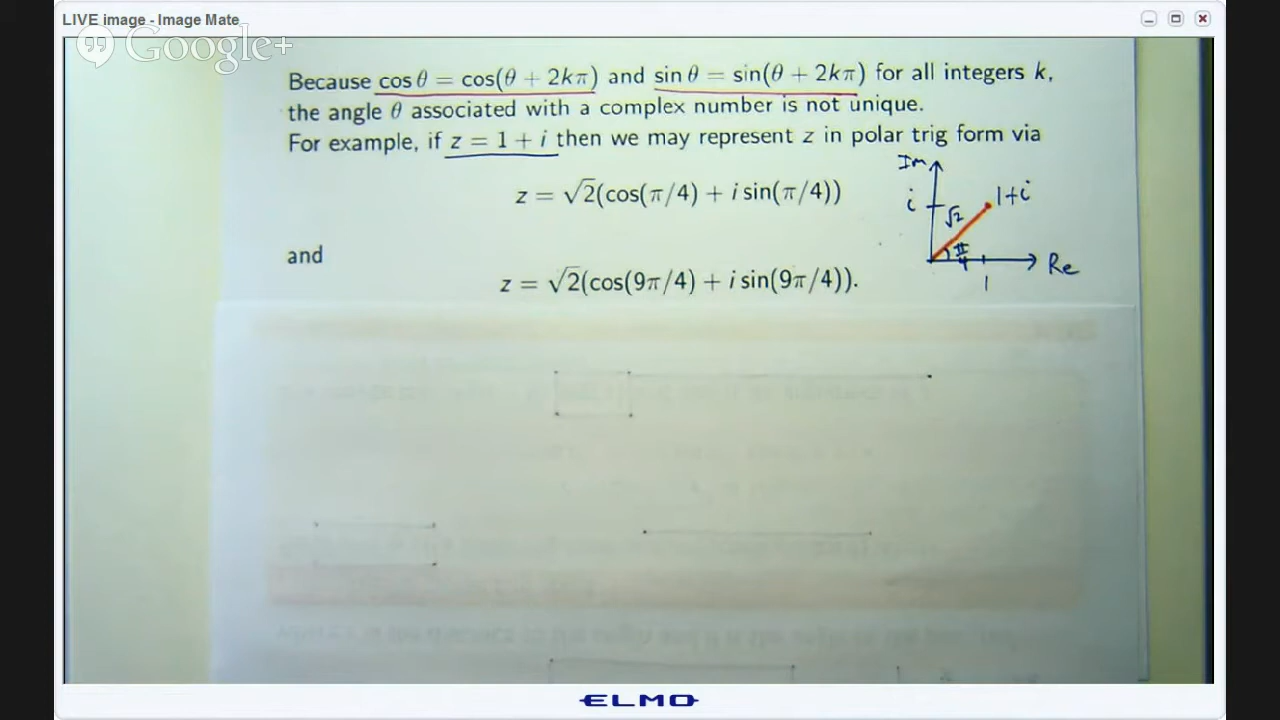 LIVE image - Image Mate
Google+
Because cos θ = cos(θ + 2kπ) and sin θ = sin(θ + 2kπ) for all integers k,
the angle θ associated with a complex number is not unique.
For example, if z = 1 + i then we may represent z in polar trig form via
z = √2(cos(π/4) + i sin(π/4))
and
z = √2(cos(9π/4) + i sin(9π/4)).
Im
i
√2
1+i
π/4
Re
1
ELMO